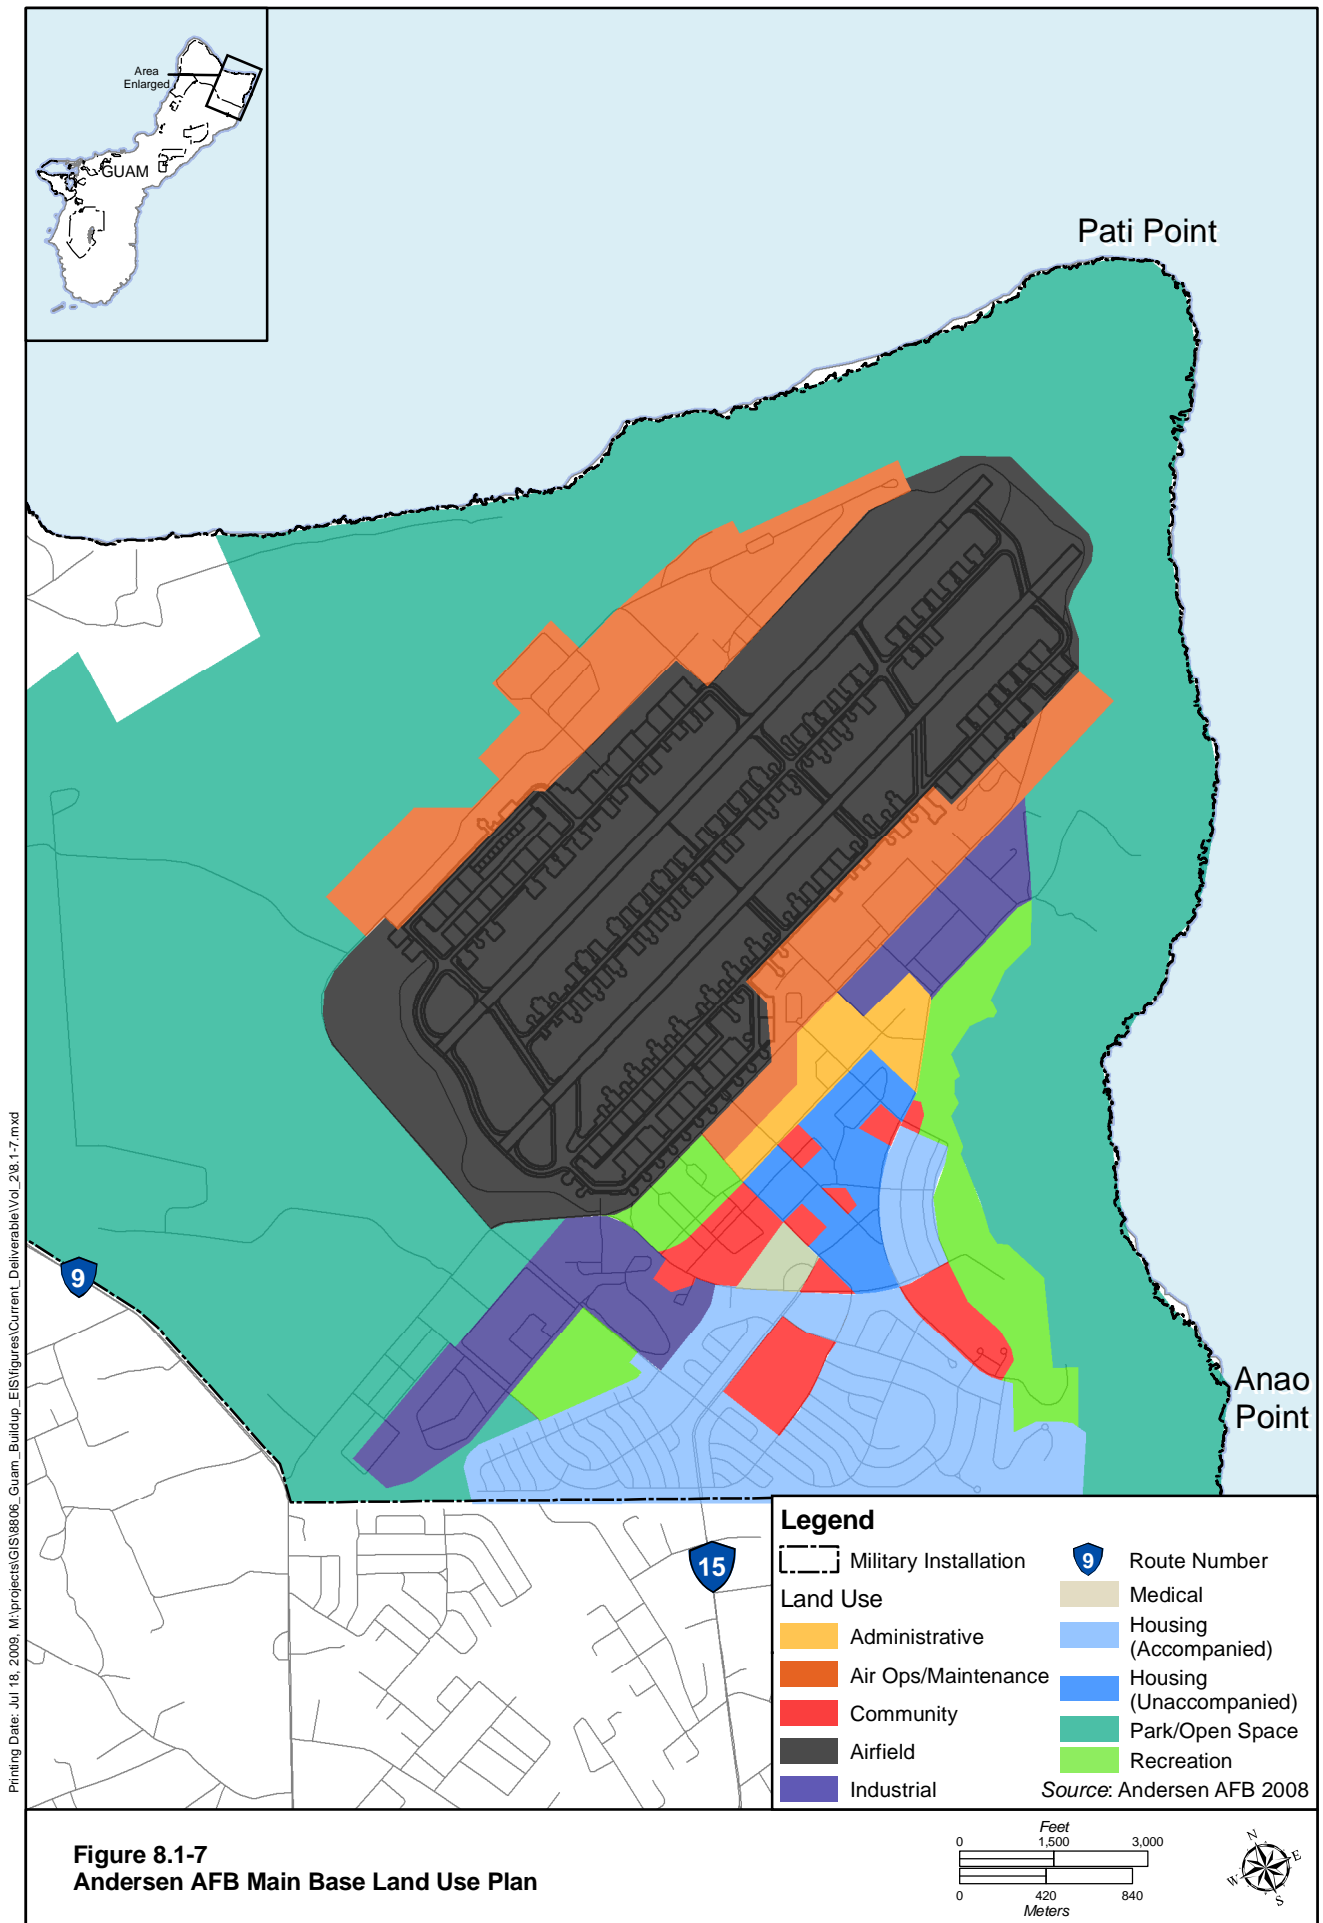 Area
Enlarged
GUAM
Pati Point
9
Anao
Point
15
Legend
Military Installation
Land Use
Administrative
Air Ops/Maintenance
Community
Airfield
Industrial
9
Route Number
Medical
Housing
(Accompanied)
Housing
(Unaccompanied)
Park/Open Space
Recreation
Source: Andersen AFB 2008
Printing Date: Jul 18, 2009, M:\projects\GIS\8806_Guam_Buildup_EIS\figures\Current_Deliverable\Vol_2\8.1-7.mxd
Figure 8.1-7
Andersen AFB Main Base Land Use Plan
Feet
0 1,500 3,000
0 420 840
Meters
N
E
W
S